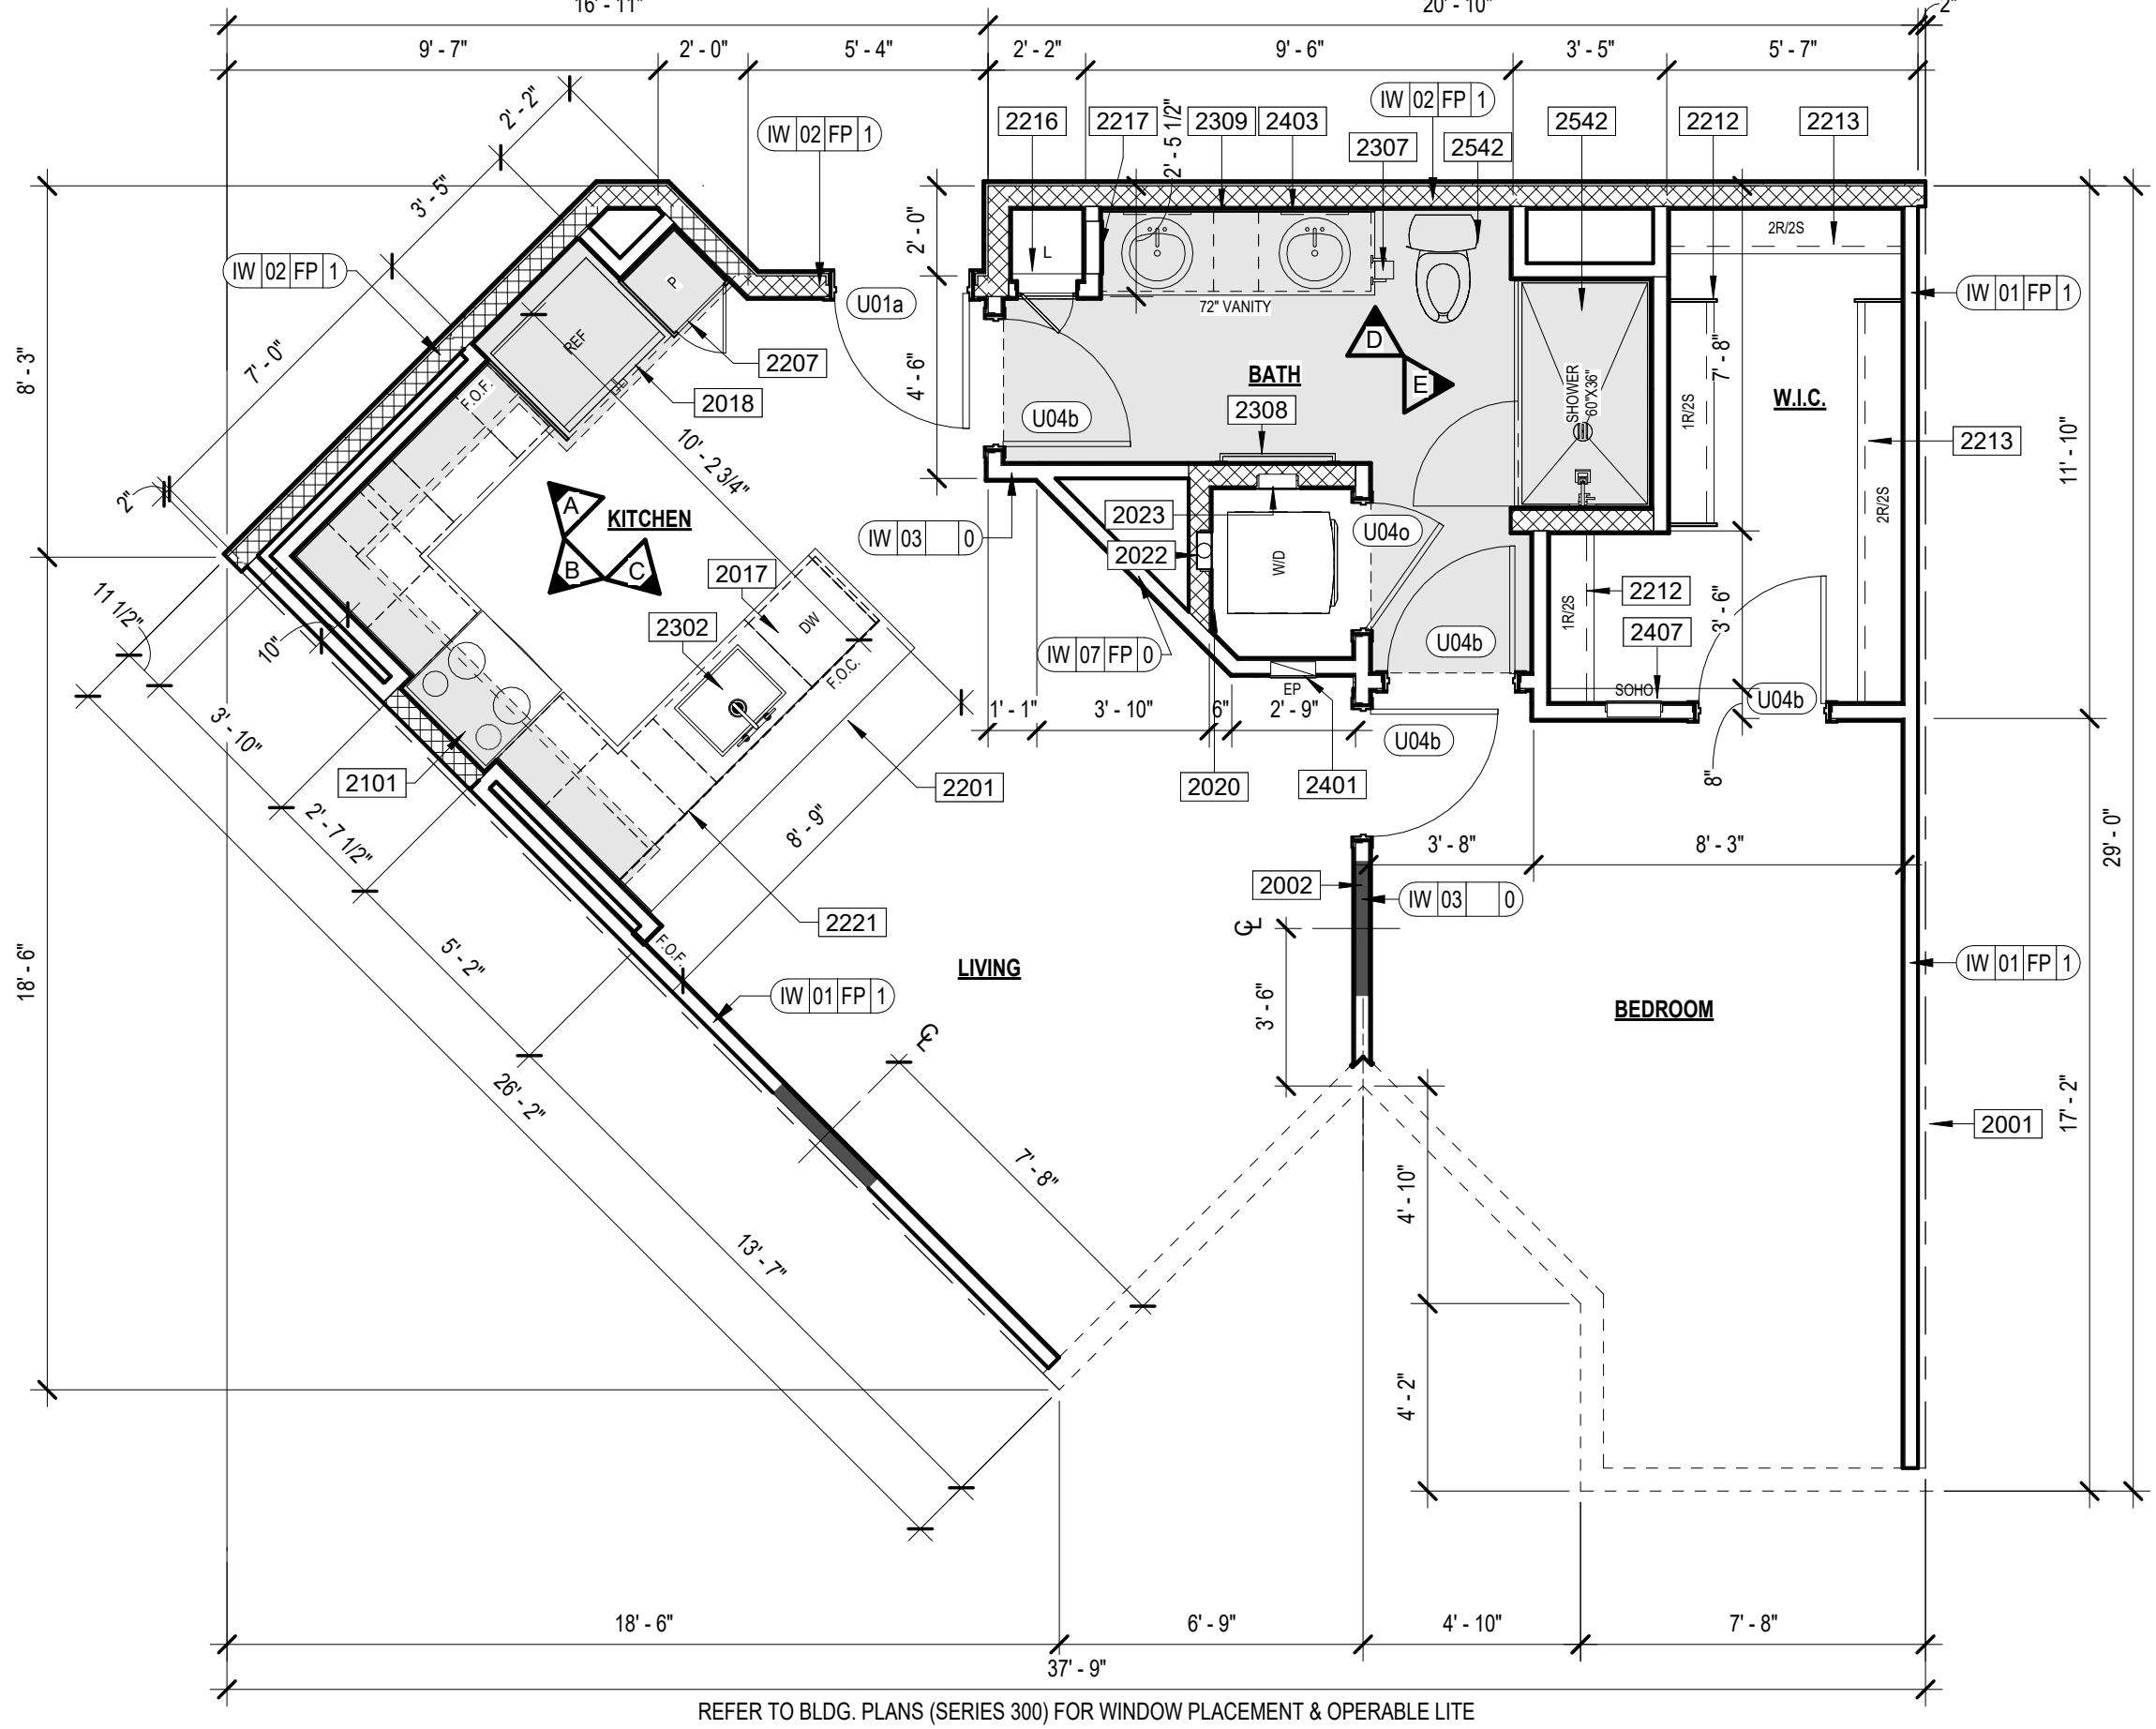 16' - 11"
20' - 10"
2"
9' - 7"
2' - 0"
5' - 4"
2' - 2"
9' - 6"
3' - 5"
5' - 7"
2' - 2"
IW 02 FP 1
2216
2217
2' - 5 1/2"
2309
2403
IW 02 FP 1
2307
2542
2542
2212
2213
3' - 5"
2' - 0"
2R/2S
L
IW 02 FP 1
P
U01a
72" VANITY
IW 01 FP 1
8' - 3"
7' - 0"
REF
2207
4' - 6"
D
7' - 8"
F.O.F.
2018
BATH
E
SHOWER
60"X36"
1R/2S
W.I.C.
U04b
2308
10' - 2 3/4"
2213
11' - 10"
2"
A
KITCHEN
2023
U04o
2R/2S
IW 03 0
2022
W/D
B
C
2017
2212
11 1/2"
2302
DW
1R/2S
3' - 6"
2407
10"
IW 07 FP 0
U04b
F.O.C.
EP
SOHO
U04b
1' - 1"
3' - 10"
6"
2' - 9"
3' - 10"
U04b
2101
2201
2020
2401
8"
2' - 7 1/2"
8' - 9"
3' - 8"
8' - 3"
29' - 0"
2002
IW 03 0
2221
CL
18' - 6"
5' - 2"
F.O.F.
LIVING
IW 01 FP 1
IW 01 FP 1
3' - 6"
BEDROOM
CL
26' - 2"
17' - 2"
2001
7' - 8"
4' - 10"
13' - 7"
4' - 2"
18' - 6"
6' - 9"
4' - 10"
7' - 8"
37' - 9"
REFER TO BLDG. PLANS (SERIES 300) FOR WINDOW PLACEMENT & OPERABLE LITE